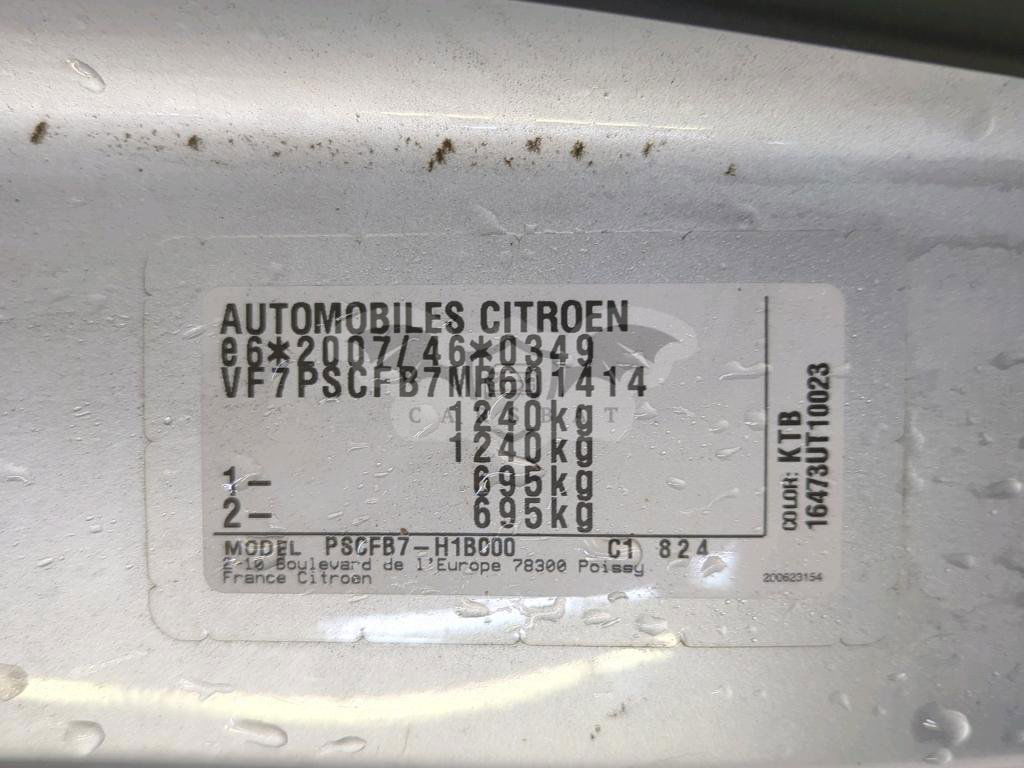 AUTOMOBILES CITROEN
e6*2007/46*0349
VF7PSCFB7MR601414
1240kg
1240kg
1- 695kg
2- 695kg
MODEL PSCFB7-H1B000 C1 824
2-10 Boulevard de l'Europe 78300 Poissy
France Citroen
200623154
COLOR: KTB
16473UT10023